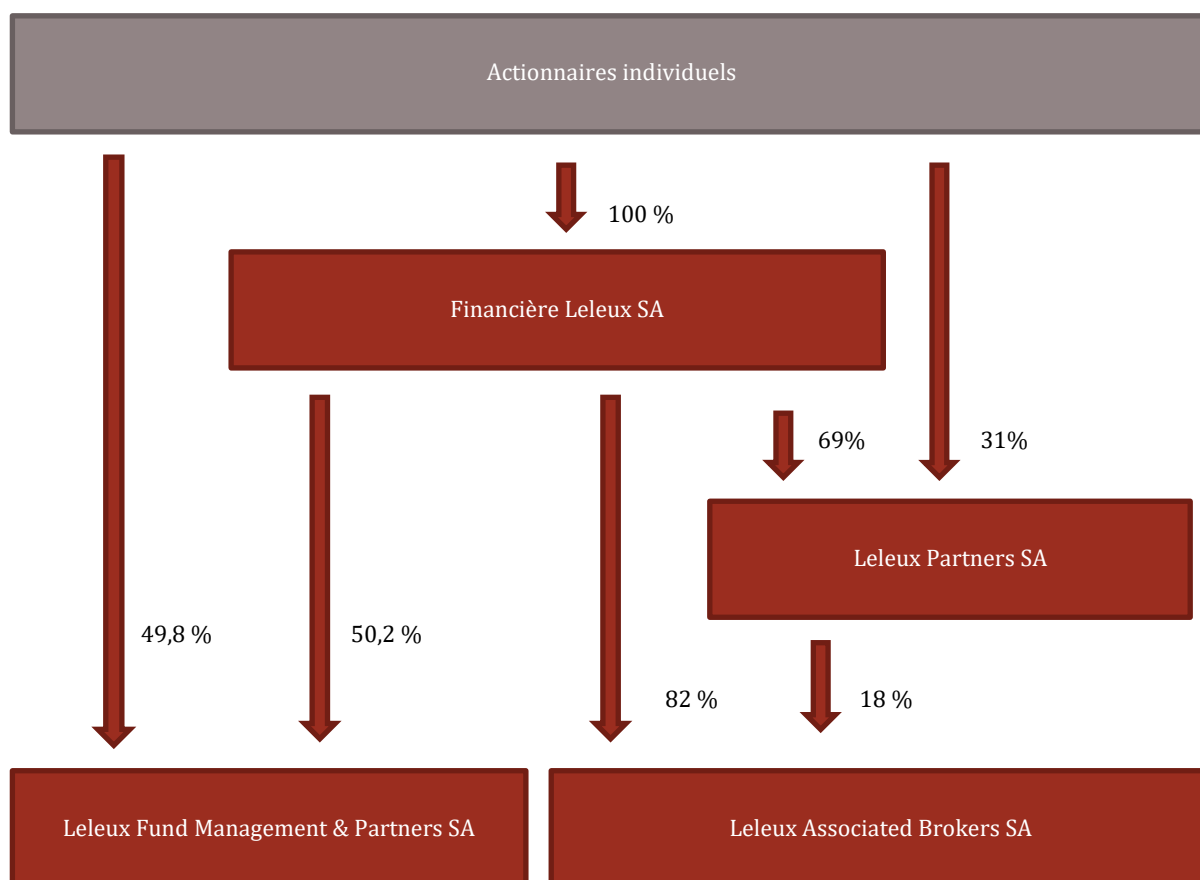 Actionnaires individuels
100 %
Financière Leleux SA
69%
31%
Leleux Partners SA
49,8 %
50,2 %
82 %
18 %
Leleux Fund Management & Partners SA
Leleux Associated Brokers SA